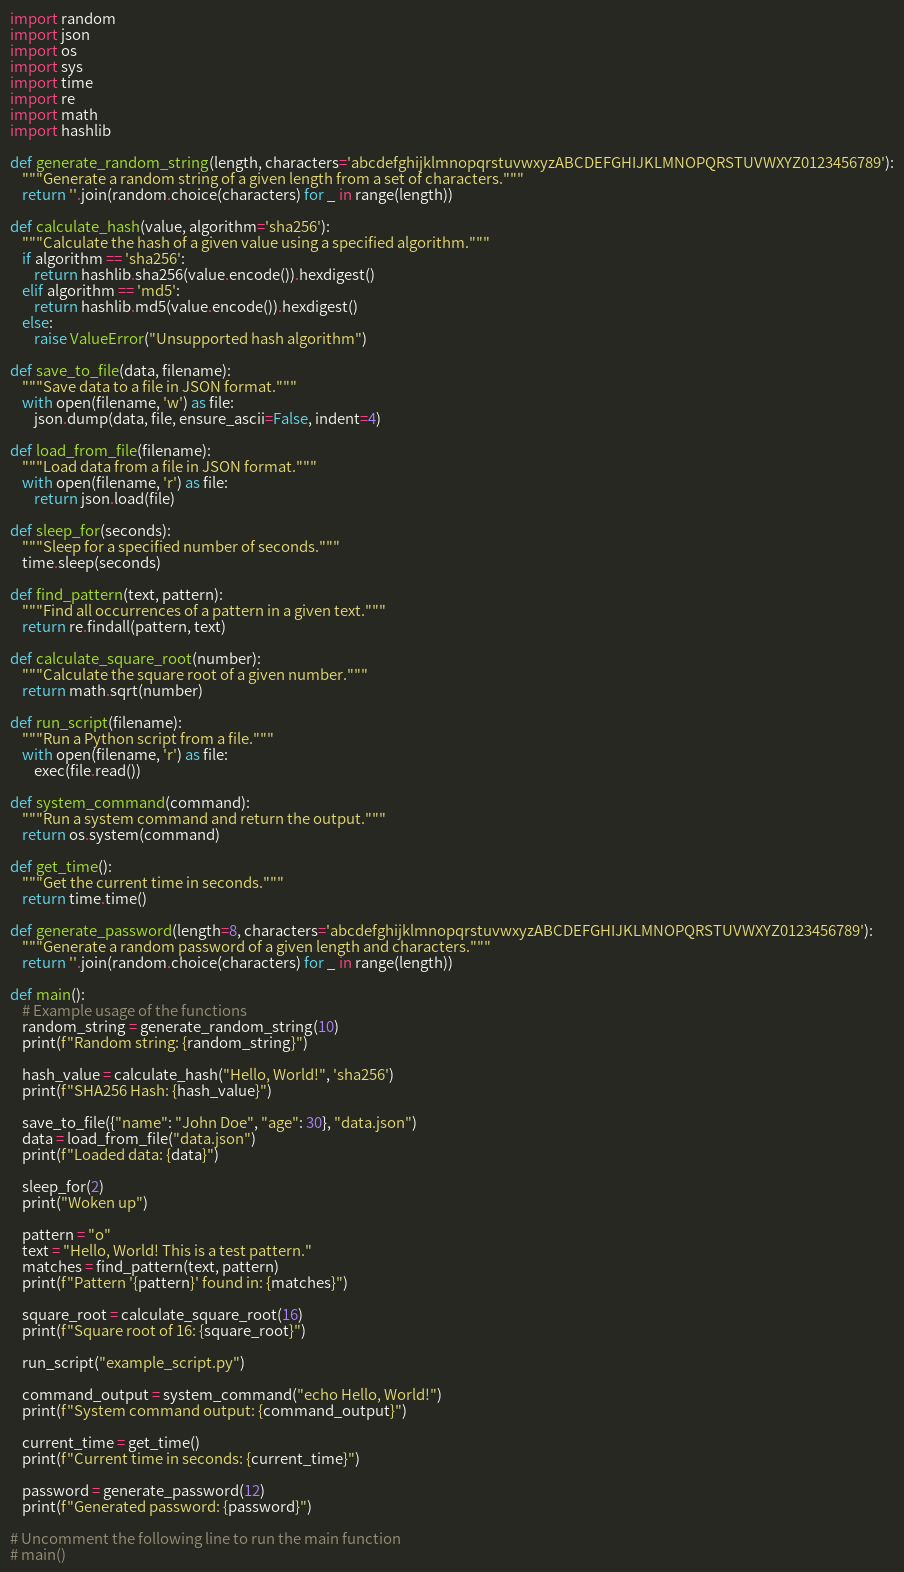 import random
import json
import os
import sys
import time
import re
import math
import hashlib

def generate_random_string(length, characters='abcdefghijklmnopqrstuvwxyzABCDEFGHIJKLMNOPQRSTUVWXYZ0123456789'):
    """Generate a random string of a given length from a set of characters."""
    return ''.join(random.choice(characters) for _ in range(length))

def calculate_hash(value, algorithm='sha256'):
    """Calculate the hash of a given value using a specified algorithm."""
    if algorithm == 'sha256':
        return hashlib.sha256(value.encode()).hexdigest()
    elif algorithm == 'md5':
        return hashlib.md5(value.encode()).hexdigest()
    else:
        raise ValueError("Unsupported hash algorithm")

def save_to_file(data, filename):
    """Save data to a file in JSON format."""
    with open(filename, 'w') as file:
        json.dump(data, file, ensure_ascii=False, indent=4)

def load_from_file(filename):
    """Load data from a file in JSON format."""
    with open(filename, 'r') as file:
        return json.load(file)

def sleep_for(seconds):
    """Sleep for a specified number of seconds."""
    time.sleep(seconds)

def find_pattern(text, pattern):
    """Find all occurrences of a pattern in a given text."""
    return re.findall(pattern, text)

def calculate_square_root(number):
    """Calculate the square root of a given number."""
    return math.sqrt(number)

def run_script(filename):
    """Run a Python script from a file."""
    with open(filename, 'r') as file:
        exec(file.read())

def system_command(command):
    """Run a system command and return the output."""
    return os.system(command)

def get_time():
    """Get the current time in seconds."""
    return time.time()

def generate_password(length=8, characters='abcdefghijklmnopqrstuvwxyzABCDEFGHIJKLMNOPQRSTUVWXYZ0123456789'):
    """Generate a random password of a given length and characters."""
    return ''.join(random.choice(characters) for _ in range(length))

def main():
    # Example usage of the functions
    random_string = generate_random_string(10)
    print(f"Random string: {random_string}")

    hash_value = calculate_hash("Hello, World!", 'sha256')
    print(f"SHA256 Hash: {hash_value}")

    save_to_file({"name": "John Doe", "age": 30}, "data.json")
    data = load_from_file("data.json")
    print(f"Loaded data: {data}")

    sleep_for(2)
    print("Woken up")

    pattern = "o"
    text = "Hello, World! This is a test pattern."
    matches = find_pattern(text, pattern)
    print(f"Pattern '{pattern}' found in: {matches}")

    square_root = calculate_square_root(16)
    print(f"Square root of 16: {square_root}")

    run_script("example_script.py")

    command_output = system_command("echo Hello, World!")
    print(f"System command output: {command_output}")

    current_time = get_time()
    print(f"Current time in seconds: {current_time}")

    password = generate_password(12)
    print(f"Generated password: {password}")

# Uncomment the following line to run the main function
# main()